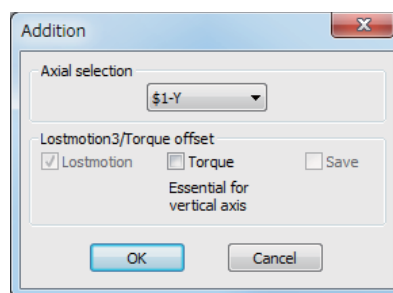 Addition
Axial selection
$1-Y
Lostmotion3/Torque offset
Lostmotion Torque Save
Essential for
vertical axis
OK Cancel